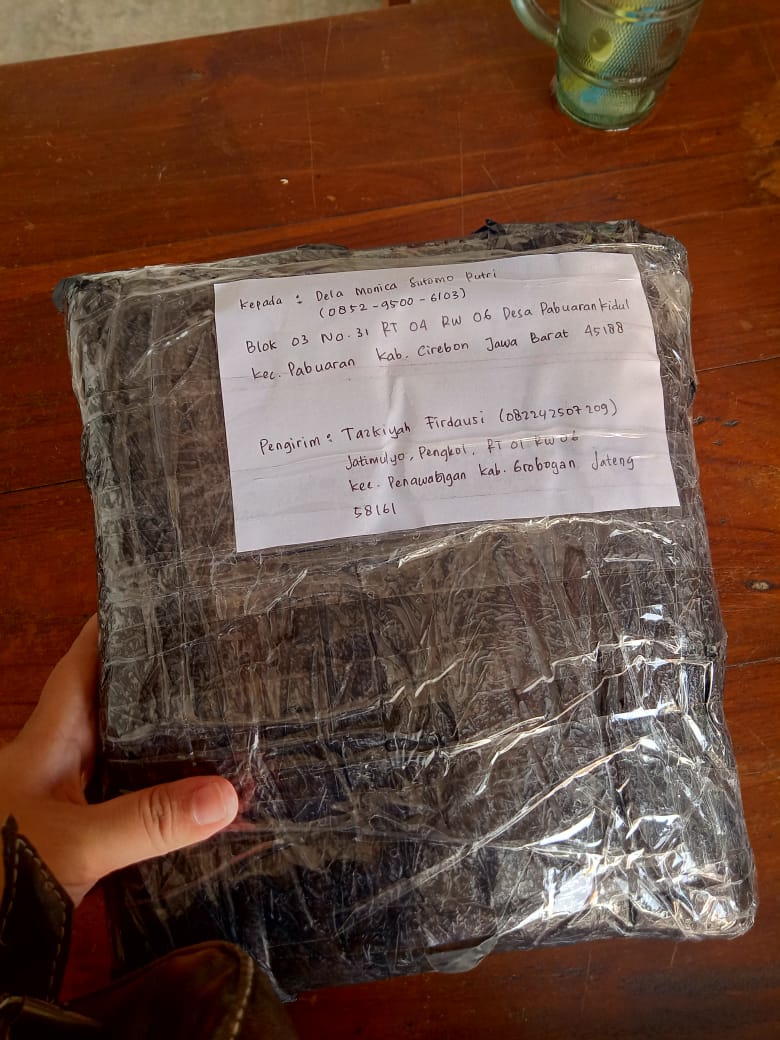 Kepada : Dela Monica Sutomo Putri
(0852-9500-6103)
Blok 03 No.31 RT 04 RW 06 Desa Pabuaran Kidul
kec. Pabuaran kab. Cirebon Jawa Barat 45188
Pengirim : Tazkiyah Firdausi (082242507209)
Jatimulyo, Pengkol, RT 01 RW 06
kec. Penawabgan kab. Grobogan Jateng
58161